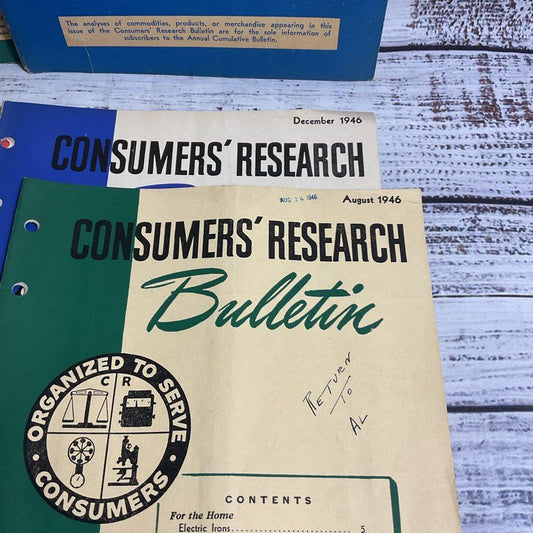 The analyses of commodities, products, or merchandise appearing in this
issue of the Consumers' Research Bulletin are for the sole information of
subscribers to the Annual Cumulative Bulletin.
December 1946
CONSUMERS' RESEARCH
AUG 14 1946
August 1946
CONSUMERS' RESEARCH
Bulletin
RETURN
TO
AL
ORGANIZED TO SERVE
CR
• CONSUMERS •
CONTENTS
For the Home
Electric Irons.............................. 5